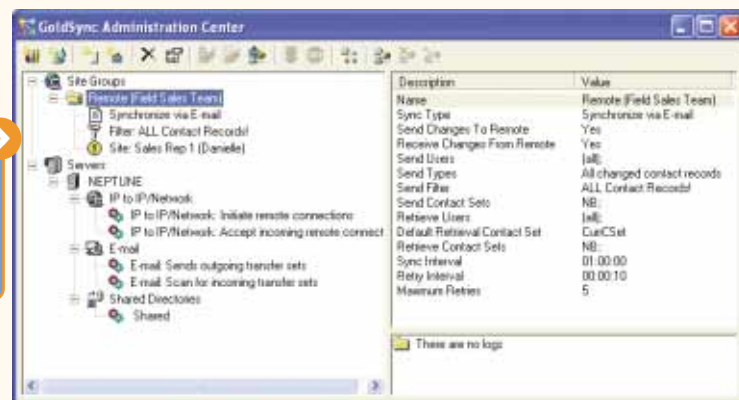 GoldSync Administration Center
Site Groups
Remote (Field Sales Team)
Synchronize via E-mail
Filter: ALL Contact Records!
Site: Sales Rep 1 (Danielle)
Servers
NEPTUNE
IP to IP/Network
IP to IP/Network: Initiate remote connections
IP to IP/Network: Accept incoming remote connect
E-mail
E-mail: Sends outgoing transfer sets
E-mail: Scan for incoming transfer sets
Shared Directories
Shared
Description Value
Name Remote (Field Sales Team)
Sync Type Synchronize via E-mail
Send Changes To Remote Yes
Receive Changes From Remote Yes
Send Users (all);
Send Types All changed contact records
Send Filter ALL Contact Records!
Send Contact Sets NB:;
Retrieve Users (all);
Default Retrieval Contact Set CurCSet
Retrieve Contact Sets NB:;
Sync Interval 01:00:00
Retry Interval 00:00:10
Maximum Retries 5
There are no logs